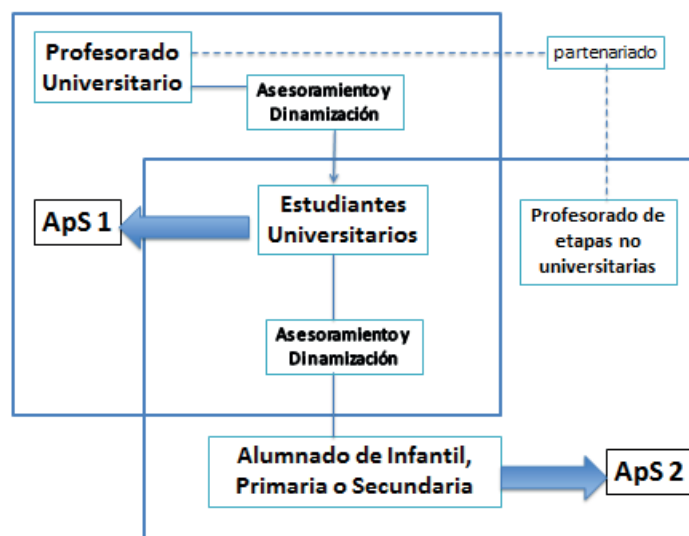 Profesorado
Universitario
partenariado
Asesoramiento y
Dinamización
ApS 1
Estudiantes
Universitarios
Profesorado de
etapas no
universitarias
Asesoramiento y
Dinamización
Alumnado de Infantil,
Primaria o Secundaria
ApS 2